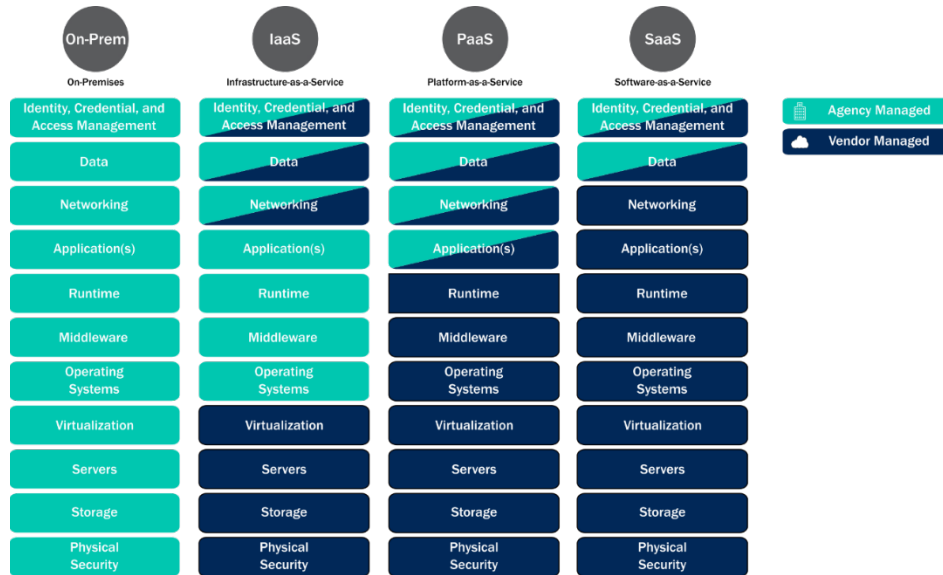 On-Prem
IaaS
PaaS
SaaS
On-Premises
Infrastructure-as-a-Service
Platform-as-a-Service
Software-as-a-Service
Identity, Credential, and
Access Management
Identity, Credential, and
Access Management
Identity, Credential, and
Access Management
Identity, Credential, and
Access Management
Agency Managed
Vendor Managed
Data
Data
Data
Data
Networking
Networking
Networking
Networking
Application(s)
Application(s)
Application(s)
Application(s)
Runtime
Runtime
Runtime
Runtime
Middleware
Middleware
Middleware
Middleware
Operating
Systems
Operating
Systems
Operating
Systems
Operating
Systems
Virtualization
Virtualization
Virtualization
Virtualization
Servers
Servers
Servers
Servers
Storage
Storage
Storage
Storage
Physical
Security
Physical
Security
Physical
Security
Physical
Security